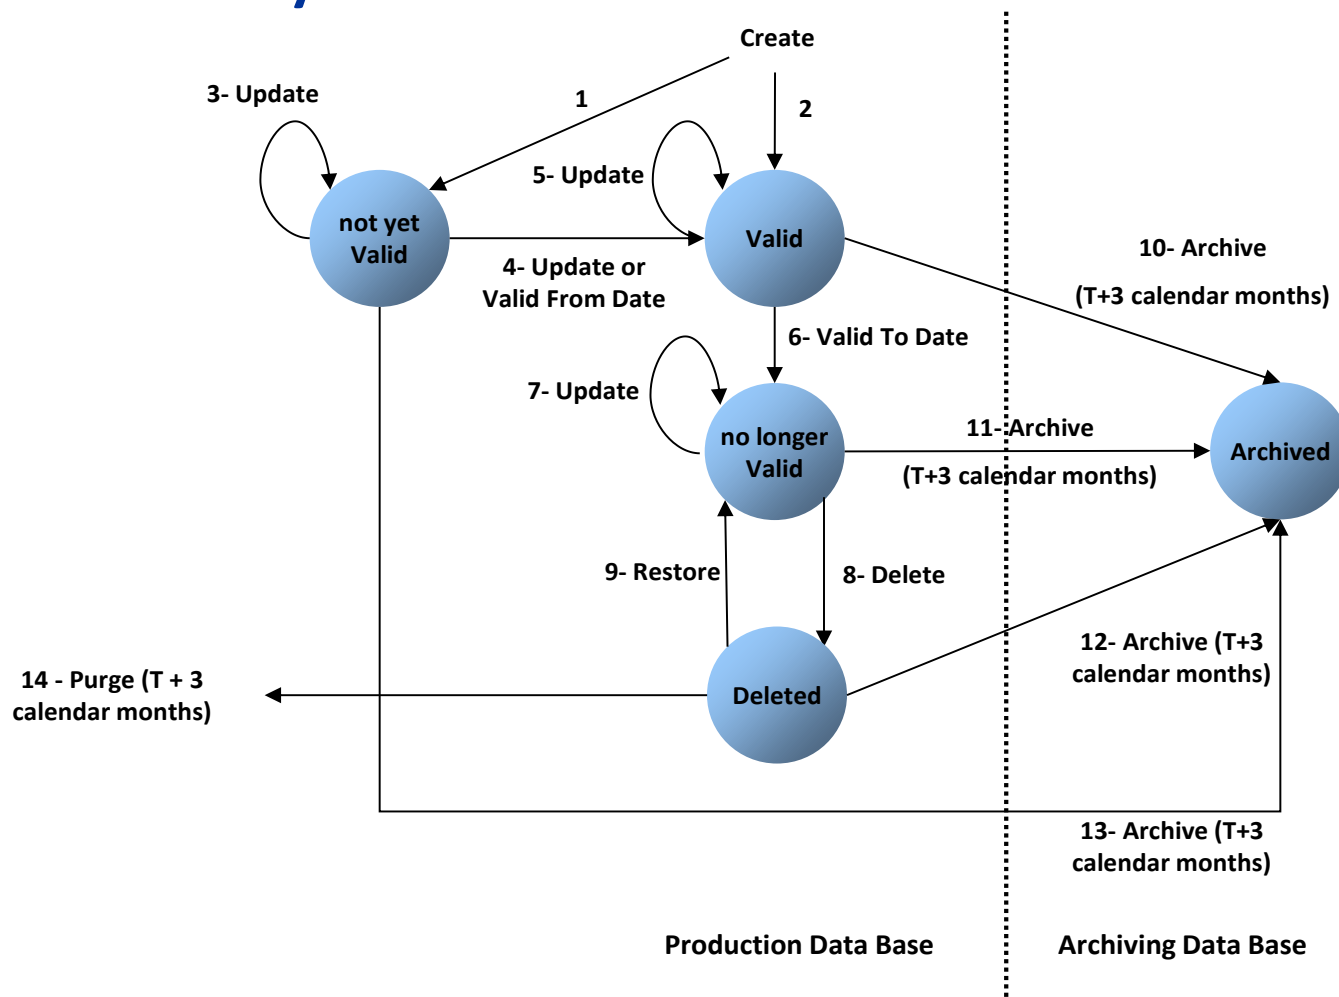 Create
3- Update
1
2
5- Update
not yet
Valid
Valid
4- Update or
Valid From Date
10- Archive
(T+3 calendar months)
6- Valid To Date
7- Update
no longer
Valid
11- Archive
(T+3 calendar months)
Archived
9- Restore
8- Delete
12- Archive (T+3
calendar months)
14 - Purge (T + 3
calendar months)
Deleted
13- Archive (T+3
calendar months)
Production Data Base
Archiving Data Base